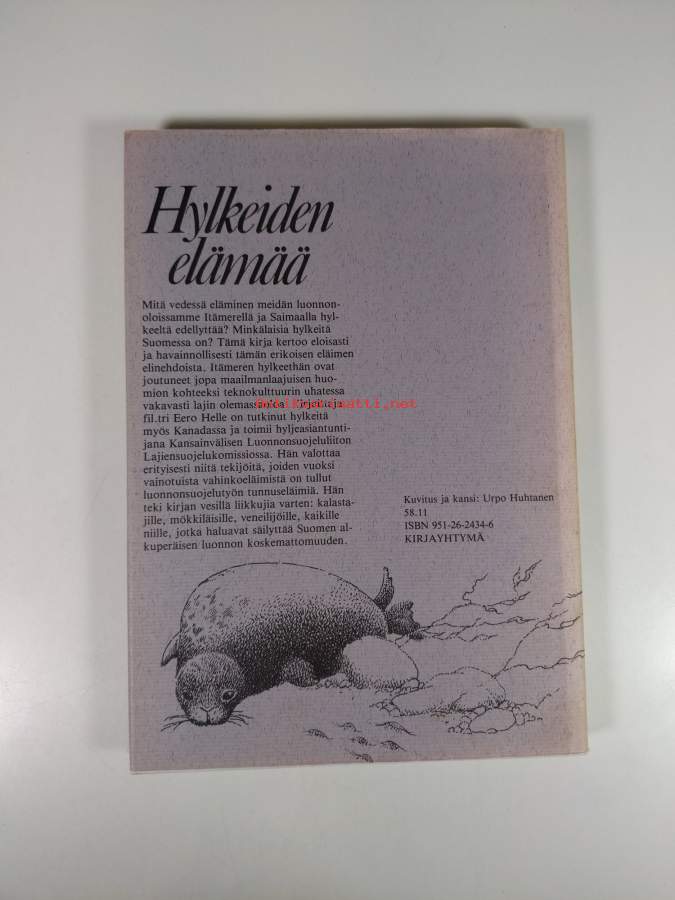 Hylkeiden
elämää
Mitä vedessä eläminen meidän luonnon-
oloissamme Itämerellä ja Saimaalla hyl-
keeltä edellyttää? Minkälaisia hylkeitä
Suomessa on? Tämä kirja kertoo eloisasti
ja havainnollisesti tämän erikoisen eläimen
elinehdoista. Itämeren hylkeethän ovat
joutuneet jopa maailmanlaajuisen huo-
mion kohteeksi teknokulttuurin uhatessa
vakavasti lajin olemassaoloa. Kirjoittaja
fil.tri Eero Helle on tutkinut hylkeitä
myös Kanadassa ja toimii hyljeasiantunti-
jana Kansainvälisen Luonnonsuojeluliiton
Lajiensuojelukomissiossa. Hän valottaa
erityisesti niitä tekijöitä, joiden vuoksi
vainotuista vahinkoeläimistä on tullut
luonnonsuojelutyön tunnuseläimiä. Hän
teki kirjan vesillä liikkujia varten: kalasta-
jille, mökkiläisille, veneilijöille, kaikille
niille, jotka haluavat säilyttää Suomen al-
kuperäisen luonnon koskemattomuuden.
Kuvitus ja kansi: Urpo Huhtanen
58.11
ISBN 951-26-2434-6
KIRJAYHTYMÄ